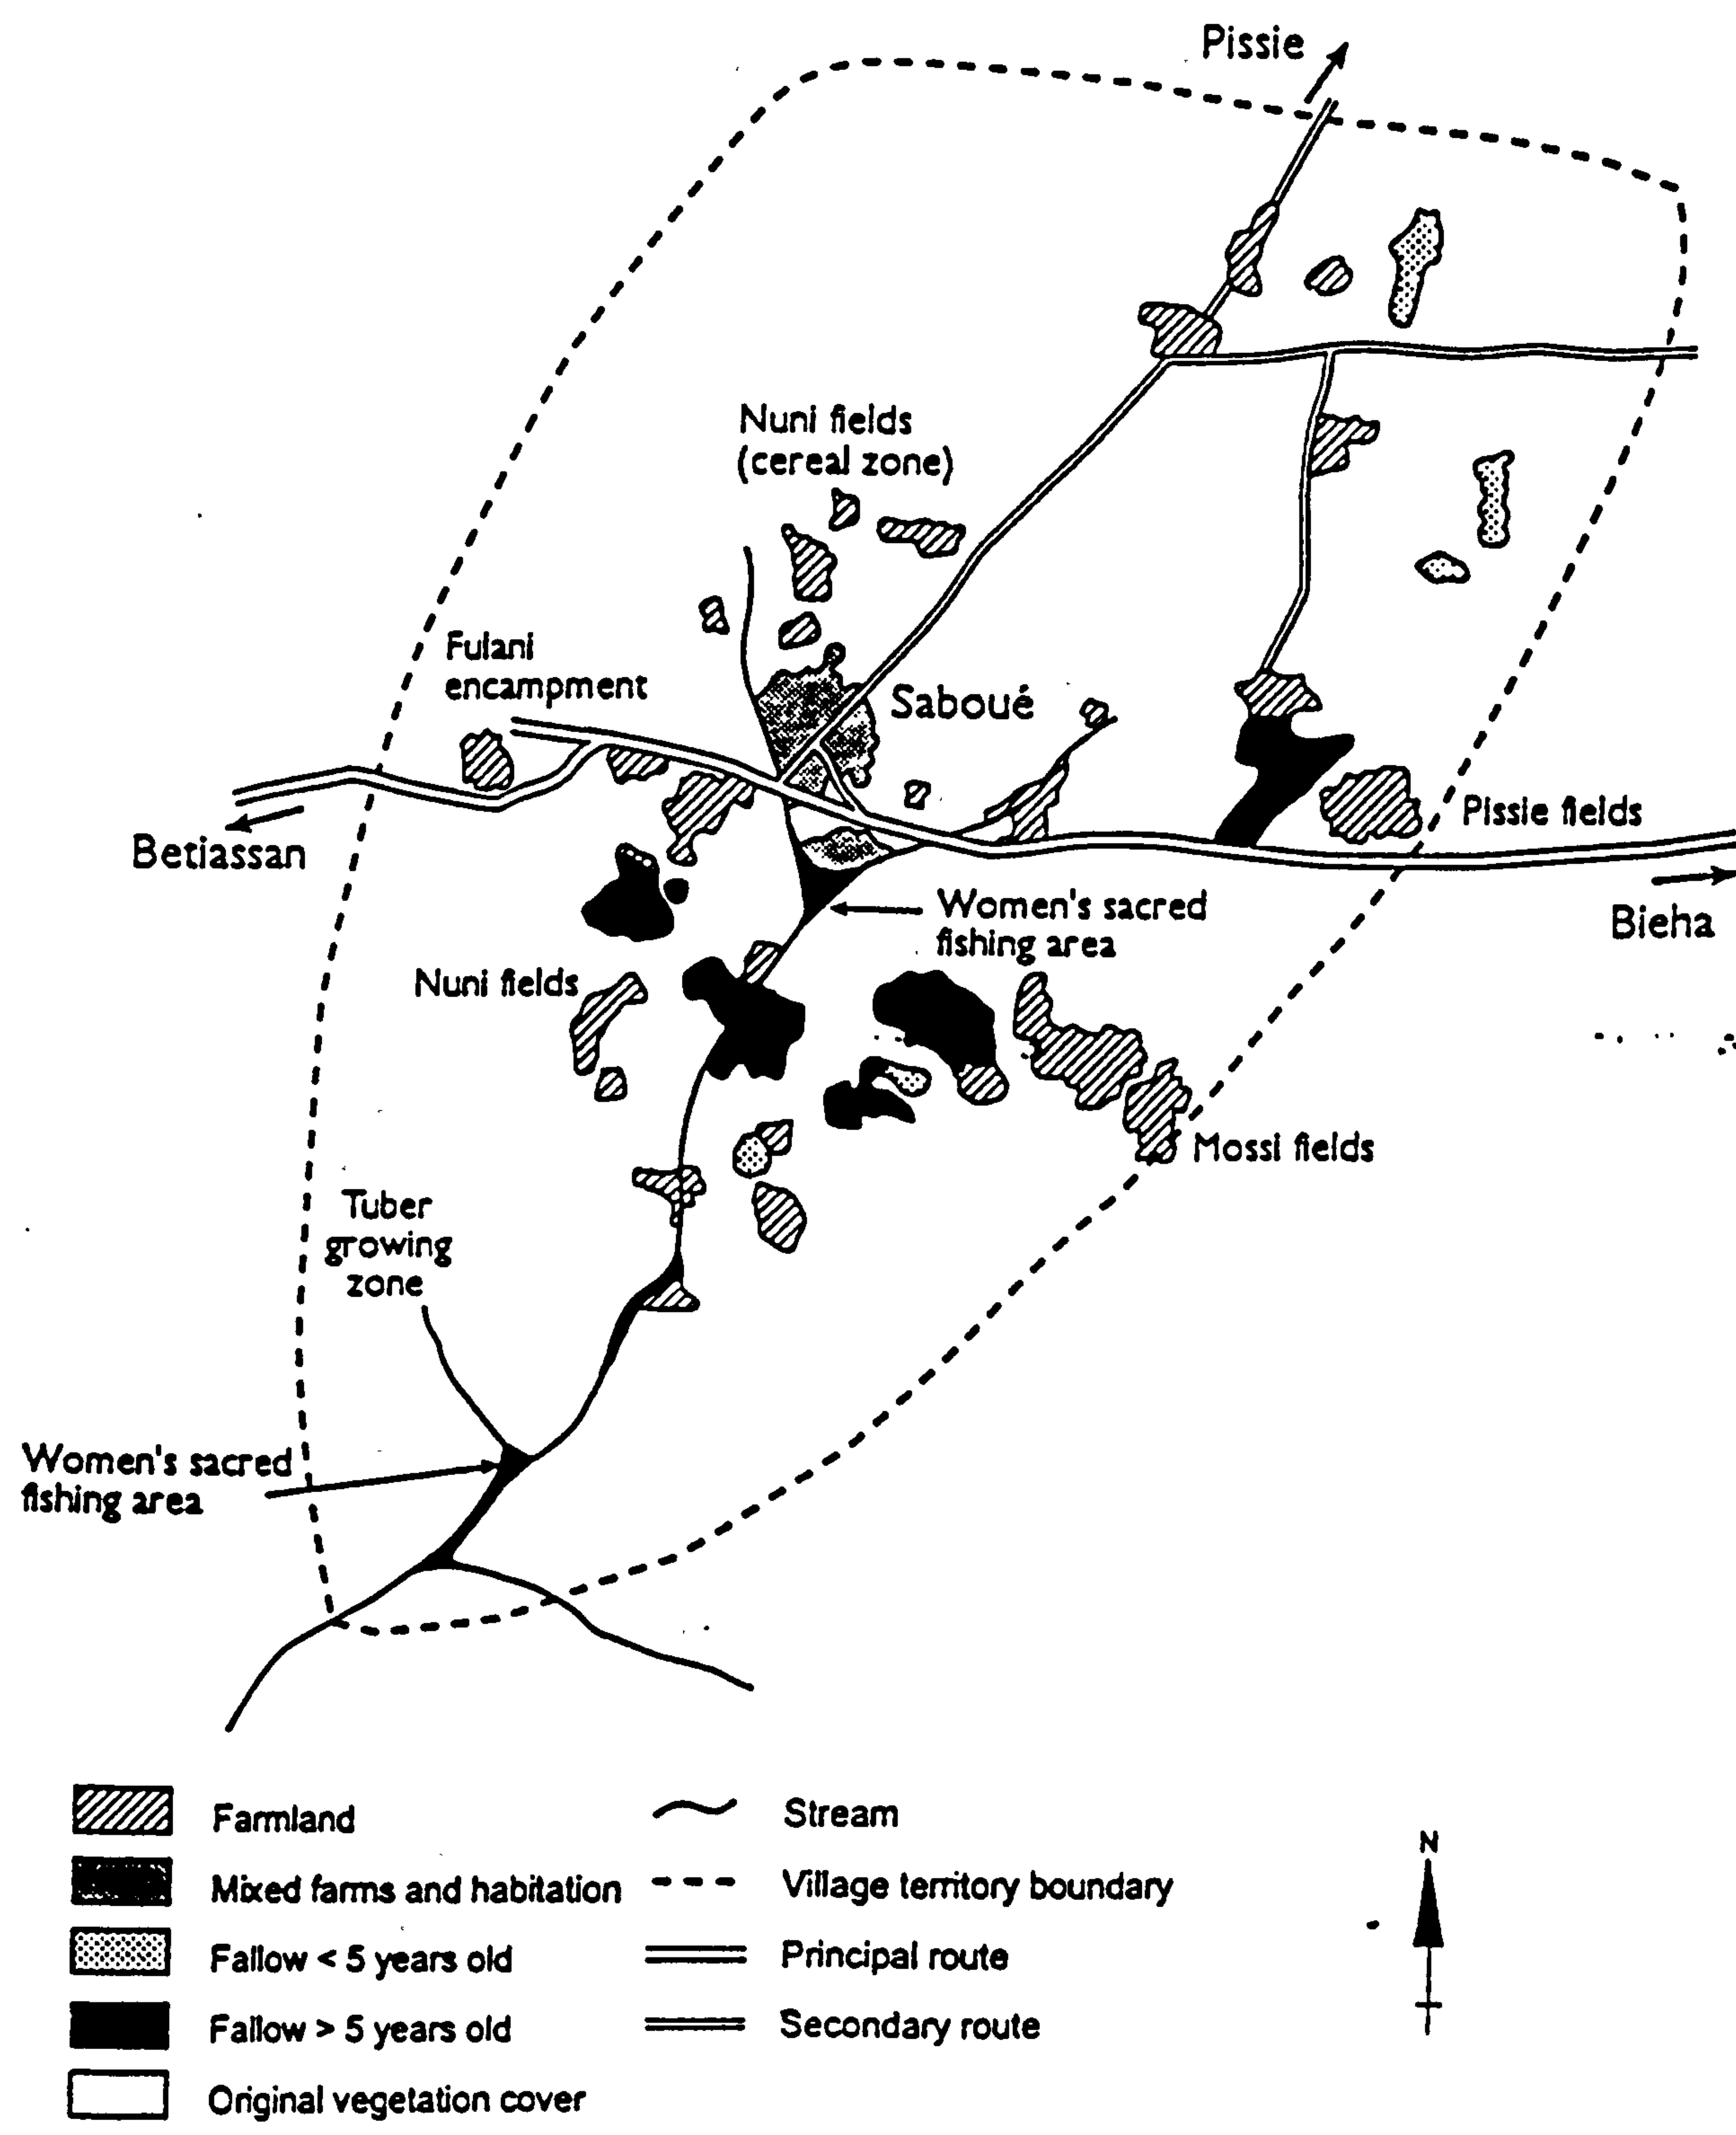 Pissie
Nuni fields
(cereal zone)
Fulani
encampment
Saboué
Betiassan
Pissie fields
Bieha
Women's sacred
fishing area
Nuni fields
Mossi fields
Tuber
growing
zone
Women's sacred
fishing area
Farmland
Mixed farms and habitation
Fallow < 5 years old
Fallow > 5 years old
Original vegetation cover
Stream
Village territory boundary
Principal route
Secondary route
N